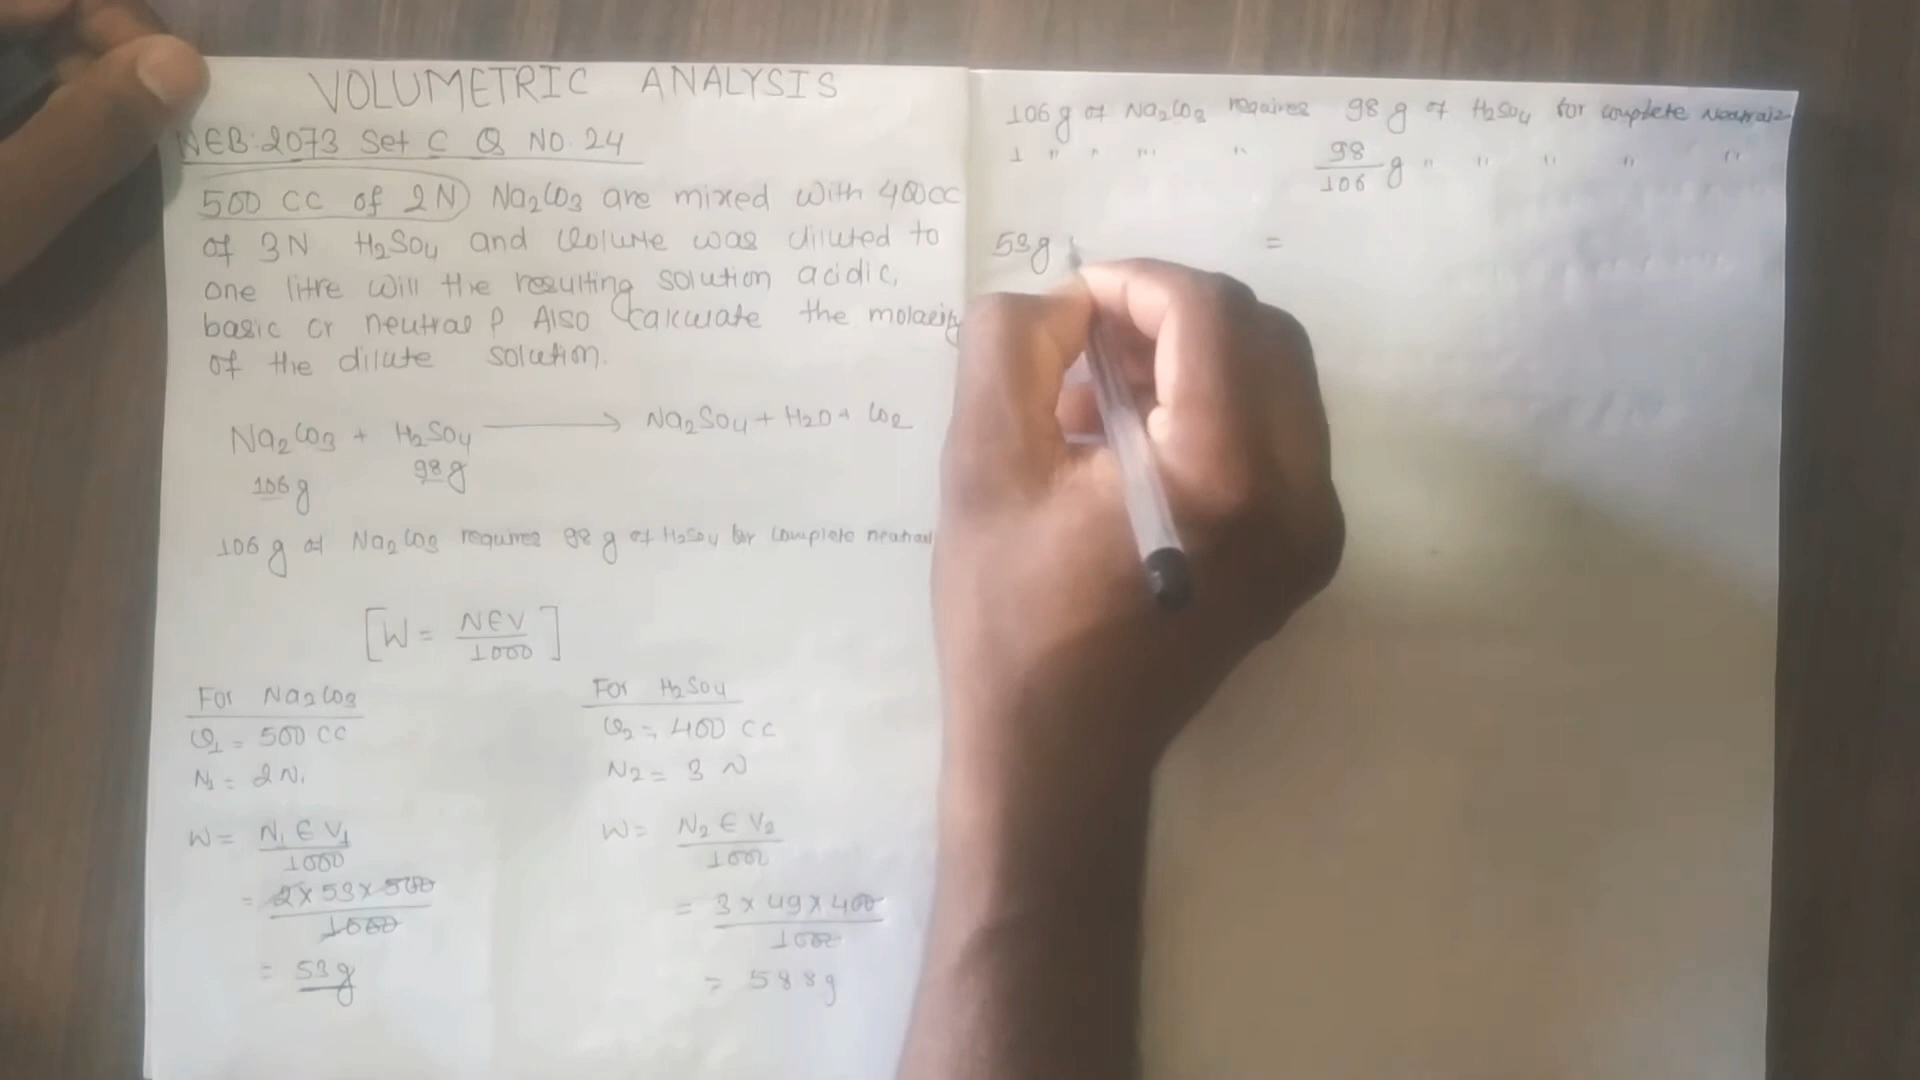 VOLUMETRIC ANALYSIS
NEB:2073 Set C Q NO. 24
500 CC of 2N Na2CO3 are mixed with 400CC
of 3N H2SO4 and Volume was diluted to
one litre will the resulting solution acidic,
basic or neutral ? Also Calculate the molarity
of the dilute solution.
Na2CO3 + H2SO4 → Na2SO4 + H2O + CO2
106 g 98 g
106 g of Na2CO3 requires 98 g of H2SO4 for complete neutral
[W = NEV/1000]
For Na2CO3
V1 = 500 CC
N1 = 2 N.
W = N1 E V1/1000
= 2 x 53 x 500/1000
= 53 g
For H2SO4
V2 = 400 CC
N2 = 3 N
W = N2 E V2/1000
= 3 x 49 x 400/1000
= 588g
106 g of Na2CO3 requires 98 g of H2SO4 for complete
1 " " " " 98/106 g " " " " "
53g =